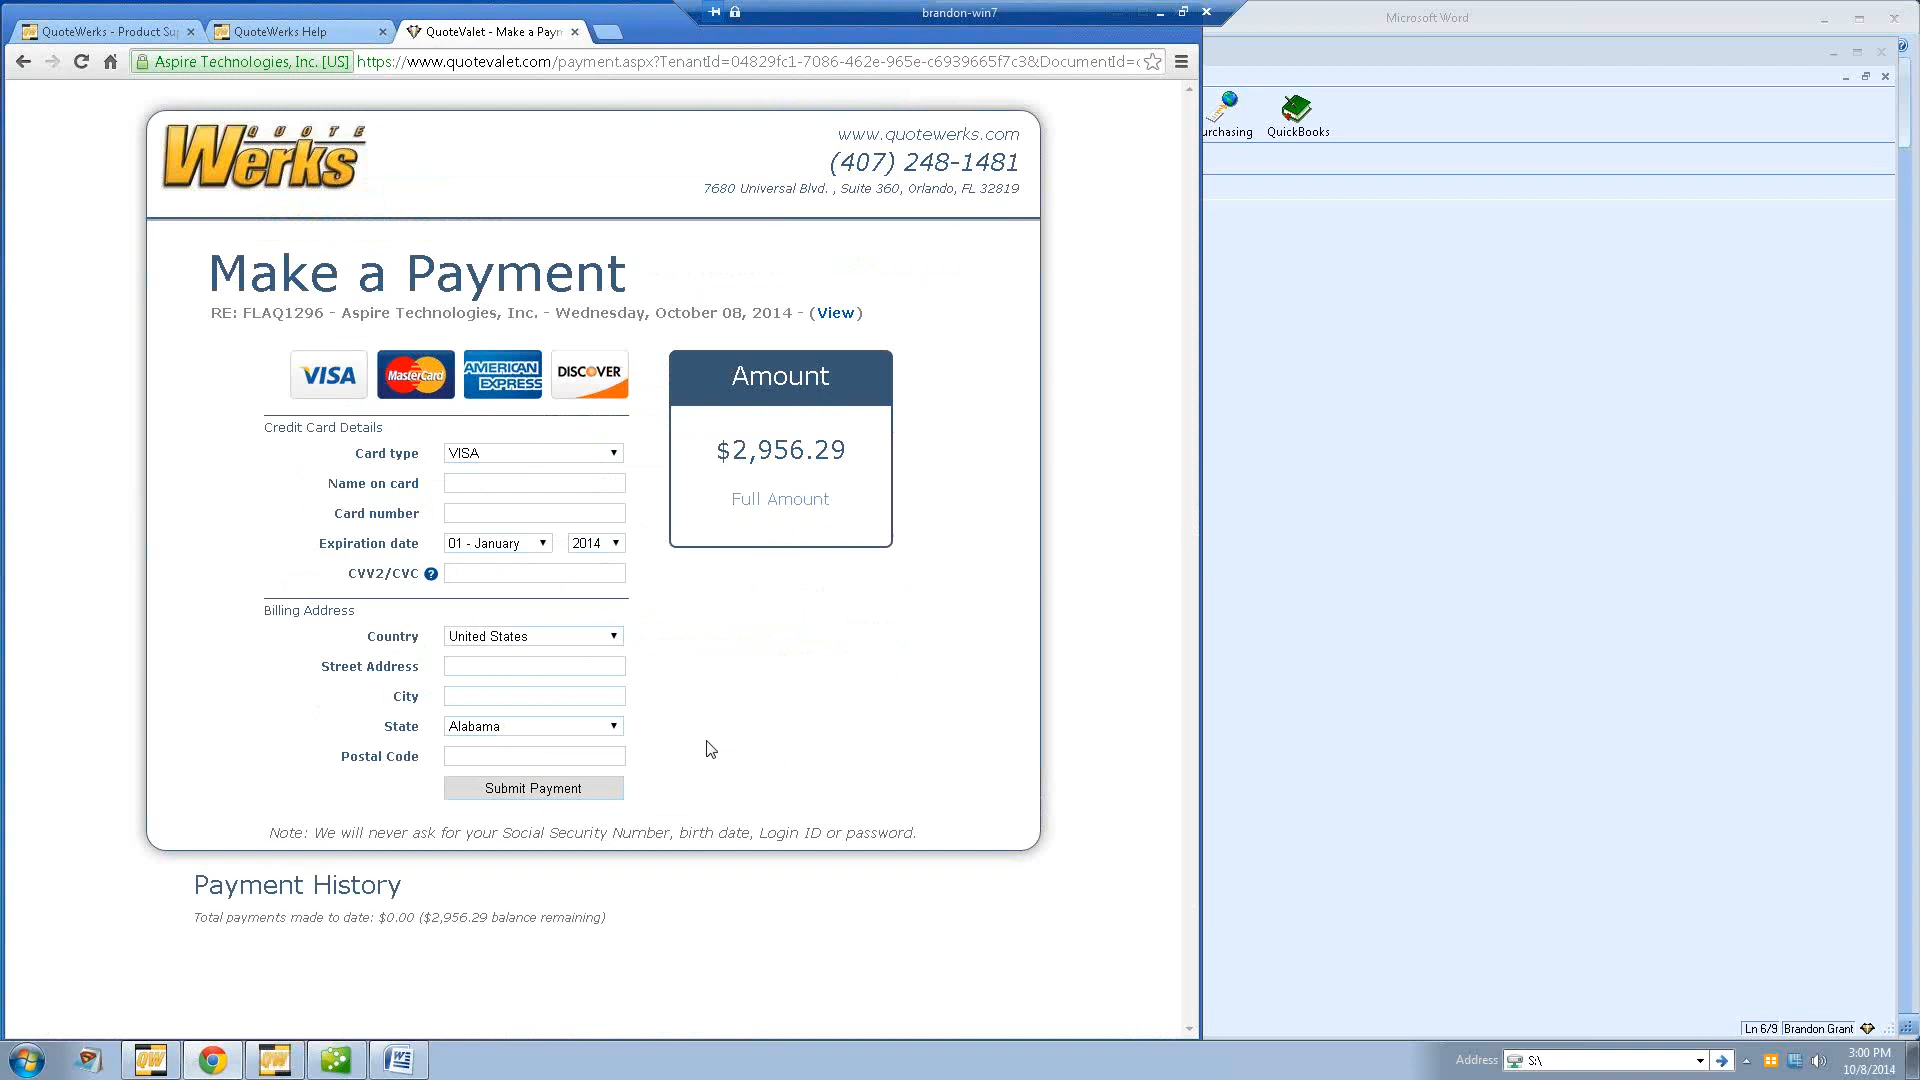 brandon-win7
Microsoft Word
QuoteWerks - Product Su
QuoteWerks Help
QuoteValet - Make a Payn
Aspire Technologies, Inc. [US]
https://www.quotevalet.com/payment.aspx?TenantId=04829fc1-7086-462e-965e-c6939665f7c3&DocumentId=
urchasing
QuickBooks
QUOTE
Werks
www.quotewerks.com
(407) 248-1481
7680 Universal Blvd. , Suite 360, Orlando, FL 32819
Make a Payment
RE: FLAQ1296 - Aspire Technologies, Inc. - Wednesday, October 08, 2014 - (View)
VISA
MasterCard
AMERICAN EXPRESS
DISCOVER
Amount
$2,956.29
Full Amount
Credit Card Details
Card type VISA
Name on card
Card number
Expiration date 01 - January 2014
CVV2/CVC ?
Billing Address
Country United States
Street Address
City
State Alabama
Postal Code
Submit Payment
Note: We will never ask for your Social Security Number, birth date, Login ID or password.
Payment History
Total payments made to date: $0.00 ($2,956.29 balance remaining)
Ln 6/9 Brandon Grant
QW
QW
W
Address S:\
3:00 PM
10/8/2014